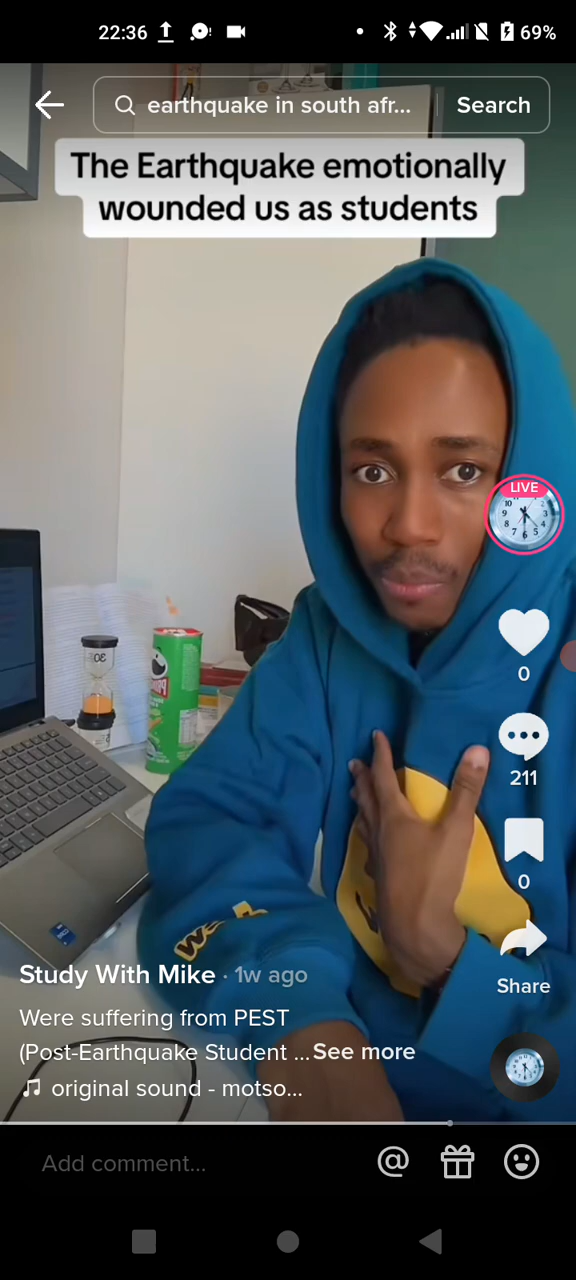 22:36
69%
earthquake in south afr...
Search
The Earthquake emotionally
wounded us as students
LIVE
0
211
0
Share
Study With Mike · 1w ago
Were suffering from PEST
(Post-Earthquake Student ...See more
original sound - motso...
Add comment...